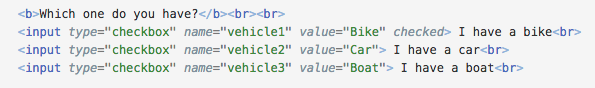 <b>Which one do you have?</b><br><br>
<input type="checkbox" name="vehicle1" value="Bike" checked> I have a bike<br>
<input type="checkbox" name="vehicle2" value="Car"> I have a car<br>
<input type="checkbox" name="vehicle3" value="Boat"> I have a boat<br>